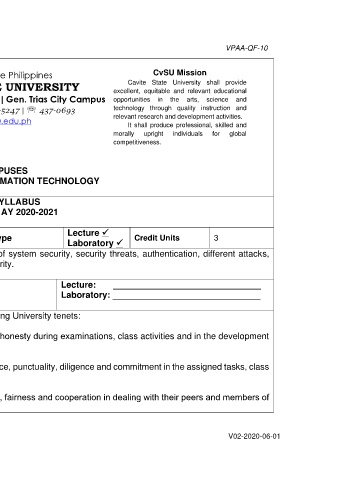 VPAA-QF-10
e Philippines
E UNIVERSITY
| Gen. Trias City Campus
-5247 | ☏ 437-0693
.edu.ph
CvSU Mission
Cavite State University shall provide
excellent, equitable and relevant educational
opportunities in the arts, science and
technology through quality instruction and
relevant research and development activities.
It shall produce professional, skilled and
morally upright individuals for global
competitiveness.
PUSES
MATION TECHNOLOGY
YLLABUS
AY 2020-2021
ype
Lecture ✓
Laboratory ✓
Credit Units
3
of system security, security threats, authentication, different attacks,
rity.
Lecture:
Laboratory:
ng University tenets:
honesty during examinations, class activities and in the development
ce, punctuality, diligence and commitment in the assigned tasks, class
, fairness and cooperation in dealing with their peers and members of
V02-2020-06-01